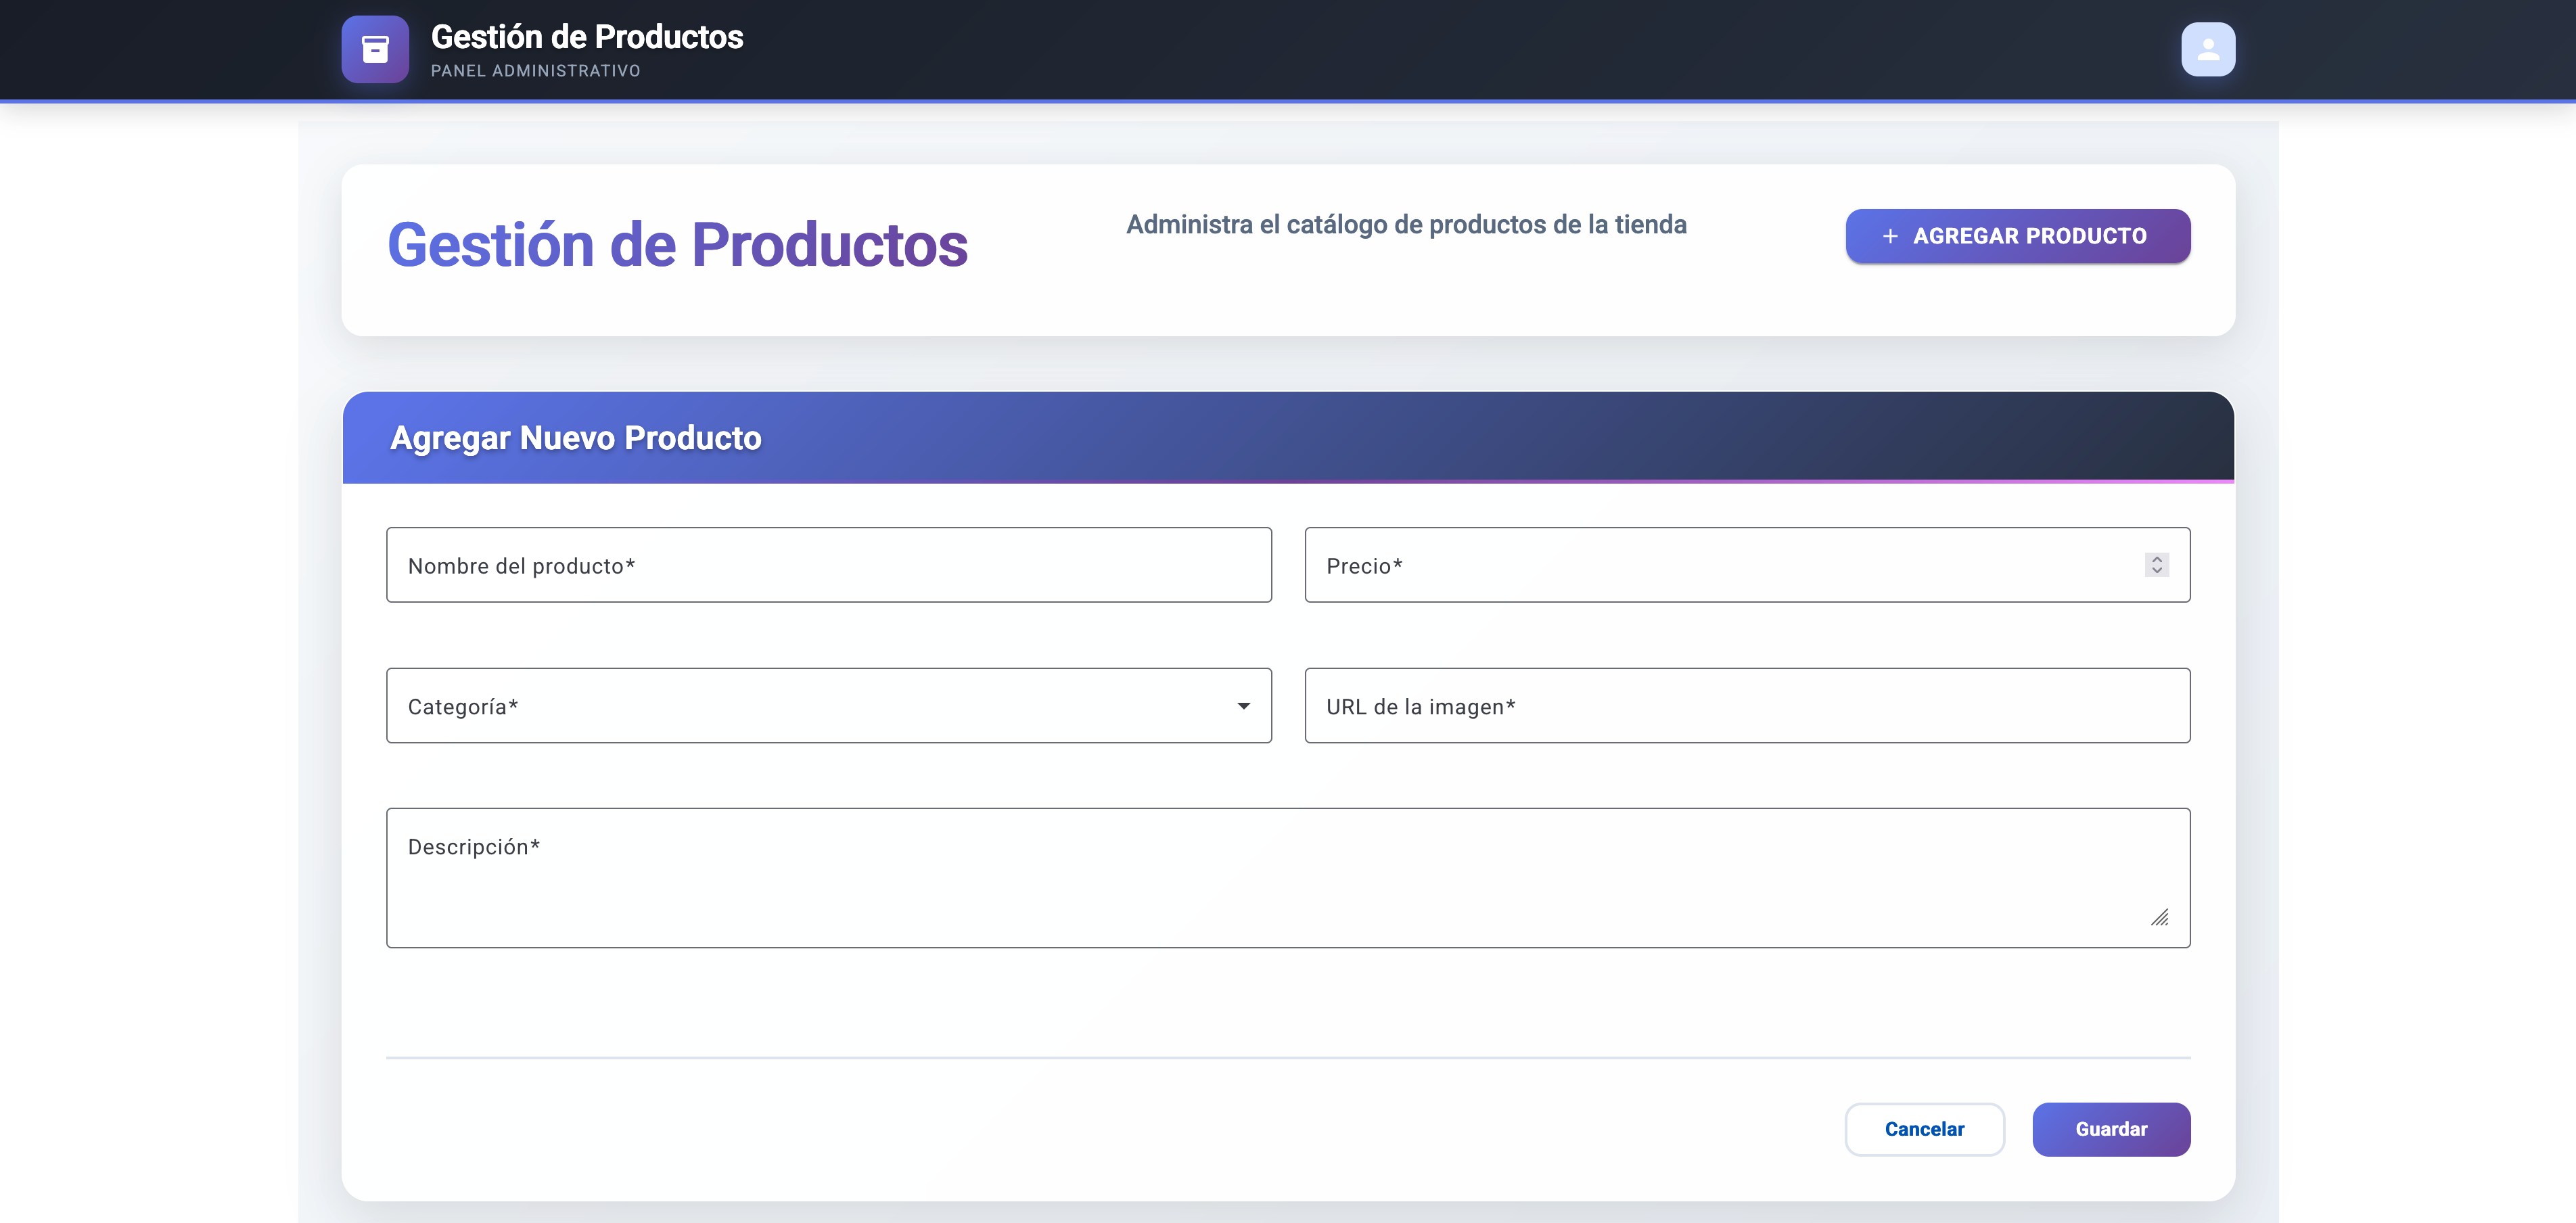 Gestión de Productos
PANEL ADMINISTRATIVO
Gestión de Productos
Administra el catálogo de productos de la tienda
+ AGREGAR PRODUCTO
Agregar Nuevo Producto
Nombre del producto*
Precio*
Categoría*
URL de la imagen*
Descripción*
Cancelar
Guardar